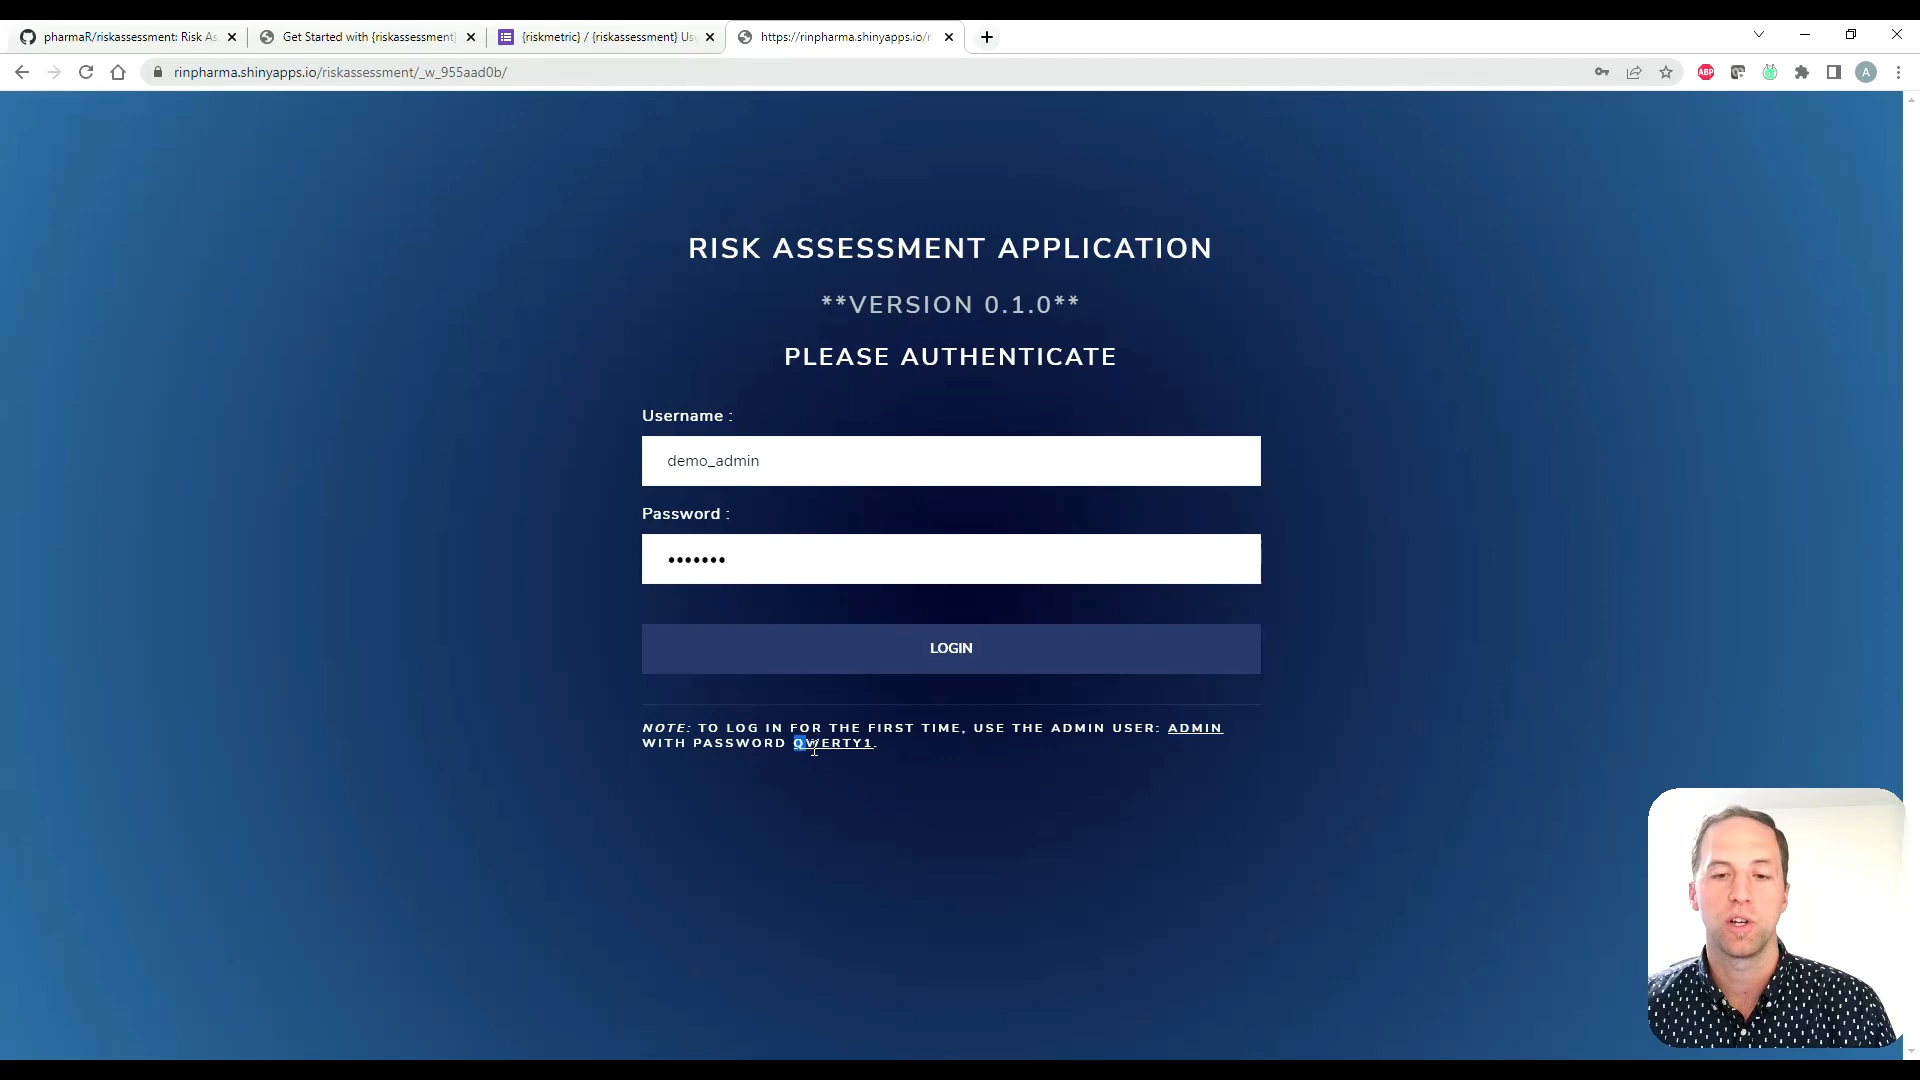 pharmaR/riskassessment: Risk As
Get Started with {riskassessment}
{riskmetric} / {riskassessment} Us
https://rinpharma.shinyapps.io/r
rinpharma.shinyapps.io/riskassessment/_w_955aad0b/
ABP
A
RISK ASSESSMENT APPLICATION
**VERSION 0.1.0**
PLEASE AUTHENTICATE
Username :
demo_admin
Password :
•••••••
LOGIN
NOTE: TO LOG IN FOR THE FIRST TIME, USE THE ADMIN USER: ADMIN
WITH PASSWORD QWERTY1.